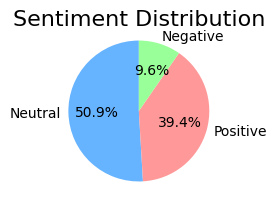 Sentiment Distribution
Negative
9.6%
Neutral
50.9%
39.4%
Positive